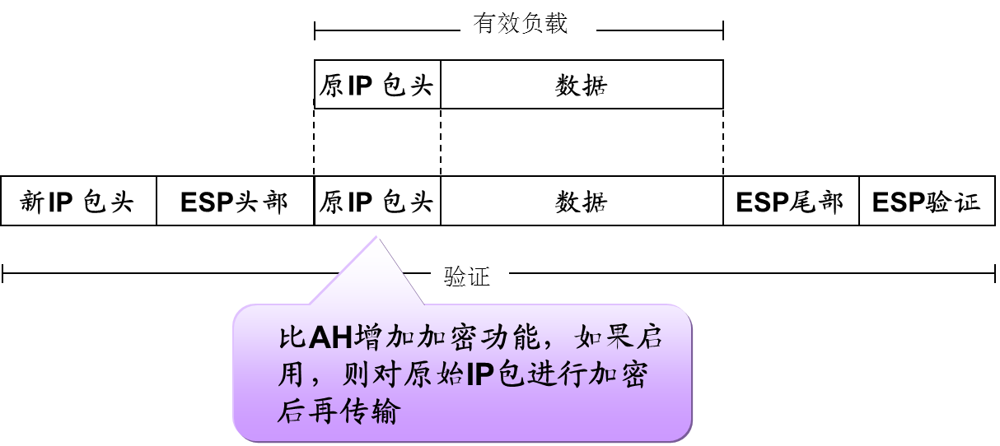 有效负载
原IP 包头 数据
新IP 包头 ESP头部 原IP 包头 数据 ESP尾部 ESP验证
验证
比AH增加加密功能，如果启
用，则对原始IP包进行加密
后再传输